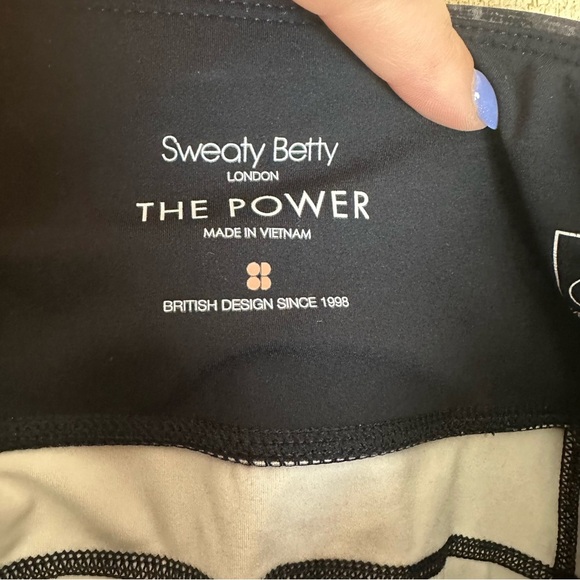 Sweaty Betty
LONDON
THE POWER
MADE IN VIETNAM
BRITISH DESIGN SINCE 1998